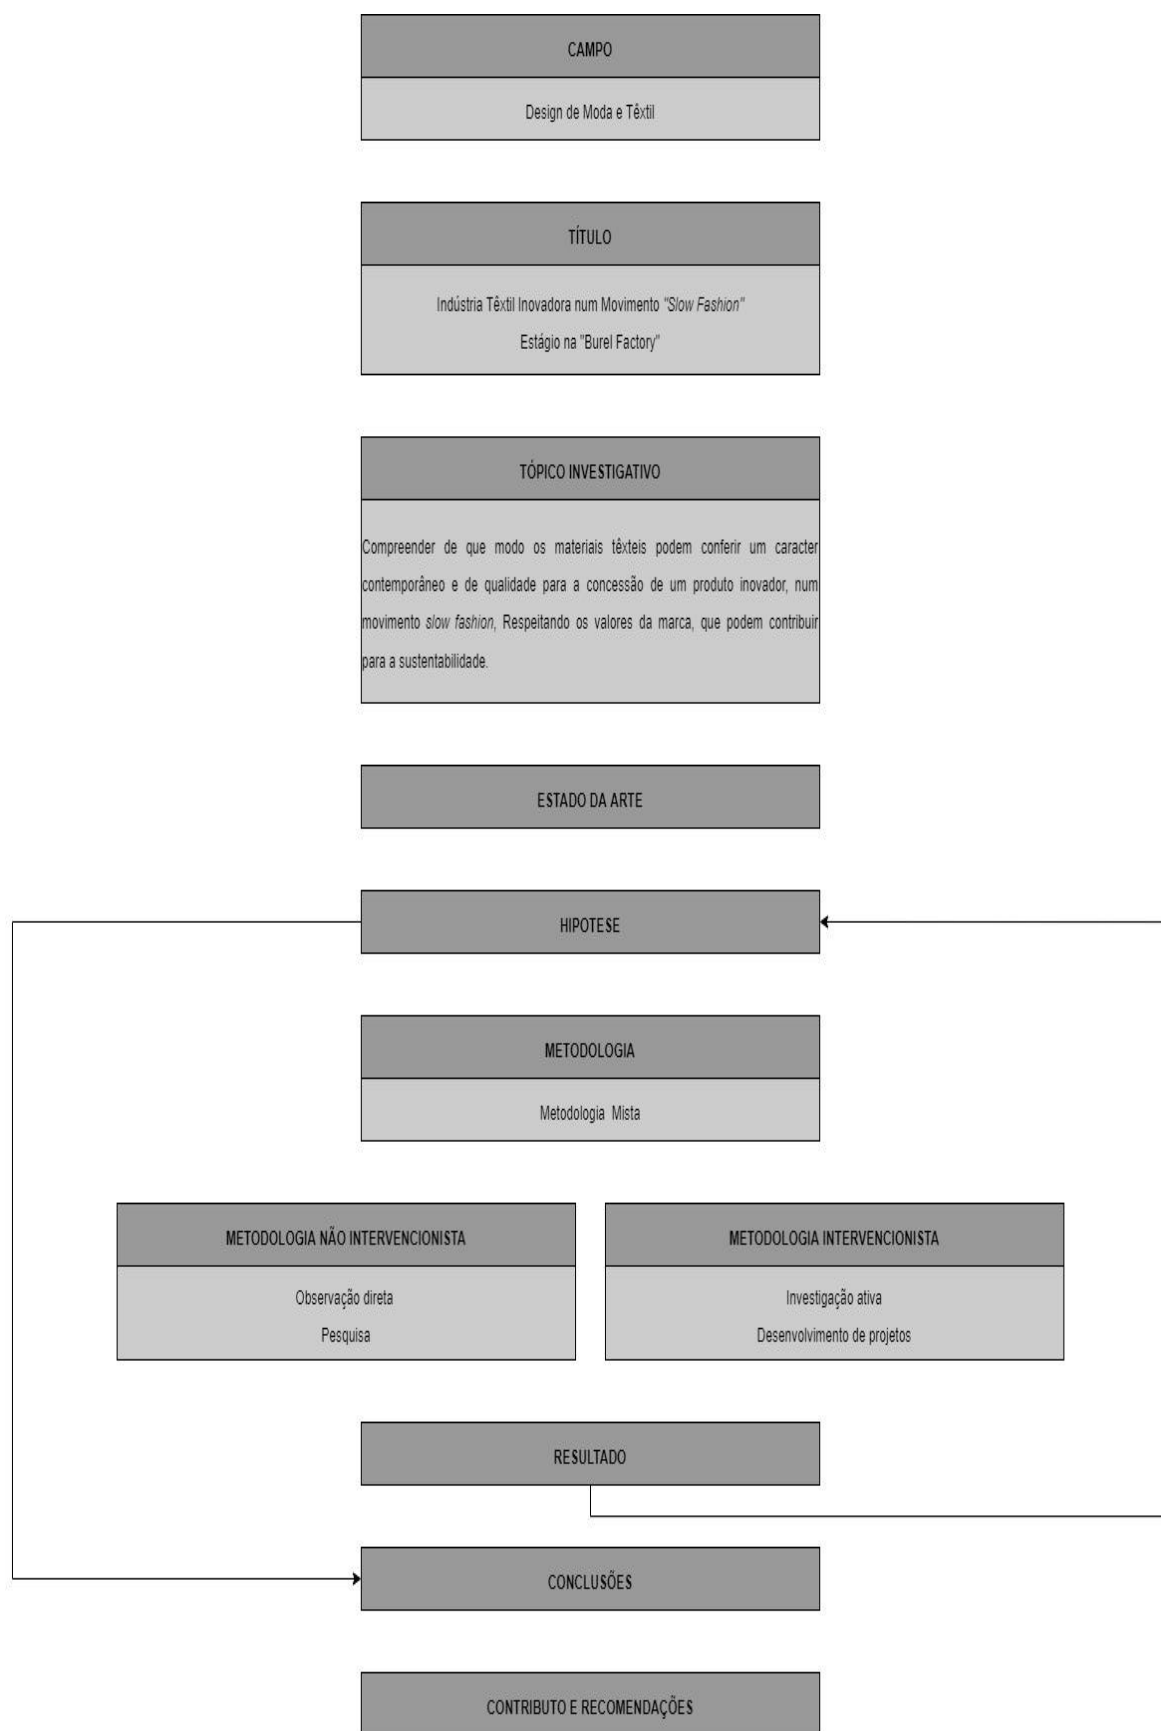 CAMPO
Design de Moda e Têxtil
TÍTULO
Indústria Têxtil Inovadora num Movimento "Slow Fashion"
Estágio na "Burel Factory"
TÓPICO INVESTIGATIVO
Compreender de que modo os materiais têxteis podem conferir um caracter
contemporâneo e de qualidade para a concessão de um produto inovador, num
movimento slow fashion, Respeitando os valores da marca, que podem contribuir
para a sustentabilidade.
ESTADO DA ARTE
HIPOTESE
METODOLOGIA
Metodologia Mista
METODOLOGIA NÃO INTERVENCIONISTA
Observação direta
Pesquisa
METODOLOGIA INTERVENCIONISTA
Investigação ativa
Desenvolvimento de projetos
RESULTADO
CONCLUSÕES
CONTRIBUTO E RECOMENDAÇÕES